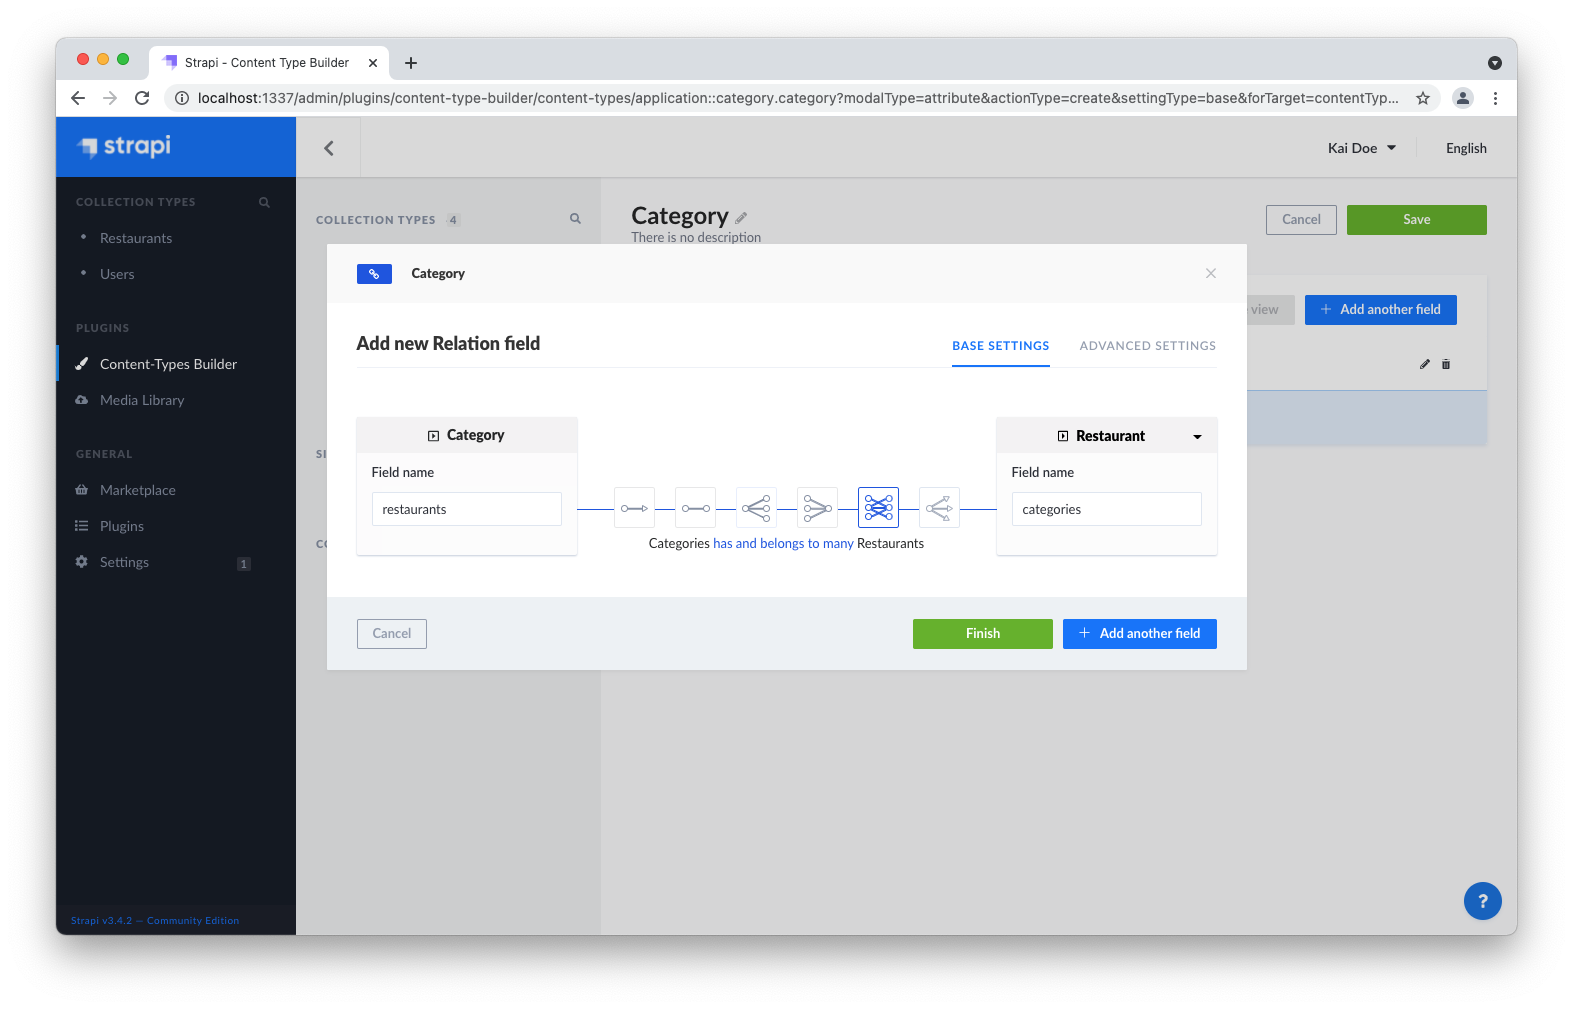 Strapi - Content Type Builder
localhost:1337/admin/plugins/content-type-builder/content-types/application::category.category?modalType=attribute&actionType=create&settingType=base&forTarget=contentTyp...
strapi
Kai Doe
English
COLLECTION TYPES
Restaurants
Users
PLUGINS
Content-Types Builder
Media Library
GENERAL
Marketplace
Plugins
Settings
1
Strapi v3.4.2 — Community Edition
COLLECTION TYPES 4
Category
There is no description
Cancel
Save
view
+ Add another field
Category
Add new Relation field
BASE SETTINGS
ADVANCED SETTINGS
Category
Field name
restaurants
Categories has and belongs to many Restaurants
Restaurant
Field name
categories
Cancel
Finish
+ Add another field
?